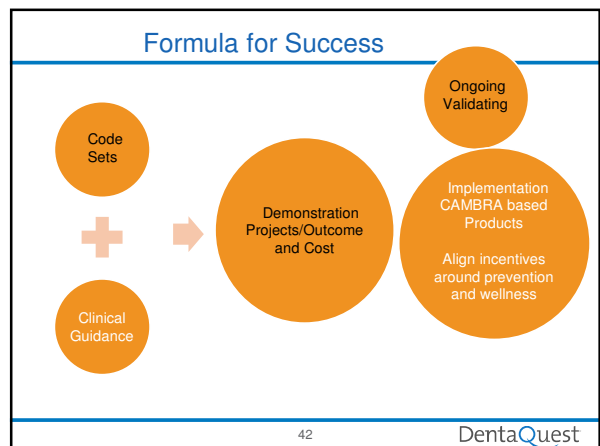 Formula for Success
Code
Sets
Clinical
Guidance
Demonstration
Projects/Outcome
and Cost
Ongoing
Validating
Implementation
CAMBRA based
Products
Align incentives
around prevention
and wellness
42
DentaQuest